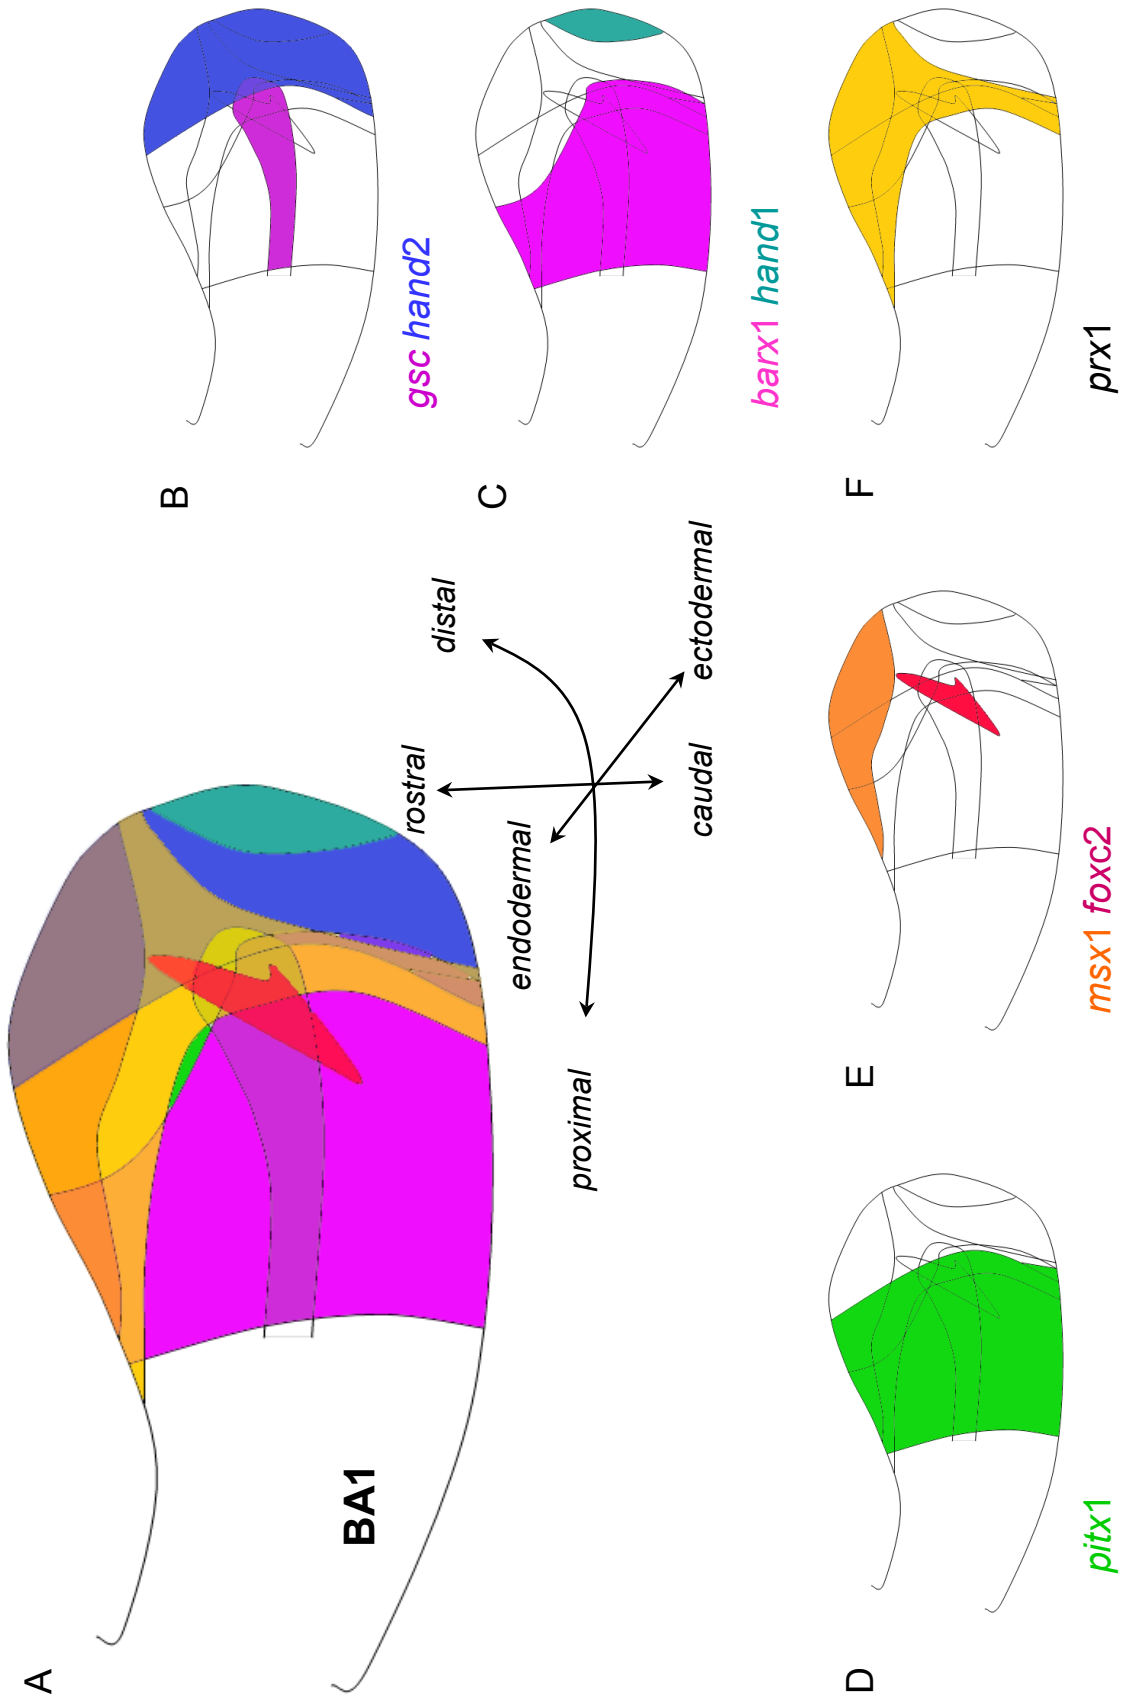 A
BA1
B
gsc hand2
C
barx1 hand1
rostral
distal
endodermal
ectodermal
proximal
caudal
D
pitx1
E
msx1 foxc2
F
prx1